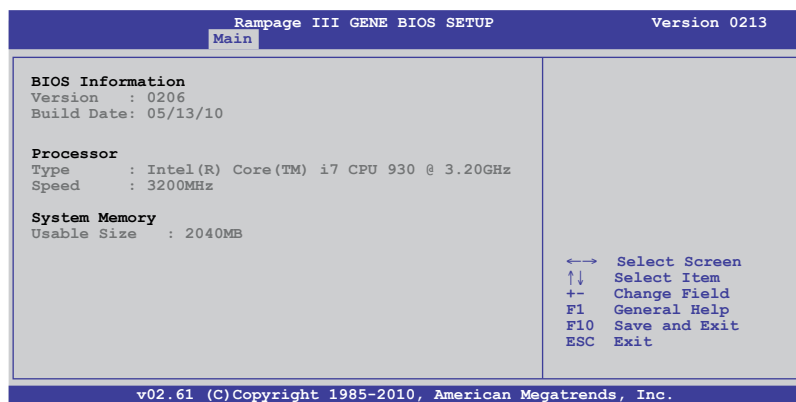 Rampage III GENE BIOS SETUP Version 0213
Main
BIOS Information
Version : 0206
Build Date: 05/13/10
Processor
Type : Intel(R) Core(TM) i7 CPU 930 @ 3.20GHz
Speed : 3200MHz
System Memory
Usable Size : 2040MB
←→ Select Screen
↑↓ Select Item
+- Change Field
F1 General Help
F10 Save and Exit
ESC Exit
v02.61 (C)Copyright 1985-2010, American Megatrends, Inc.